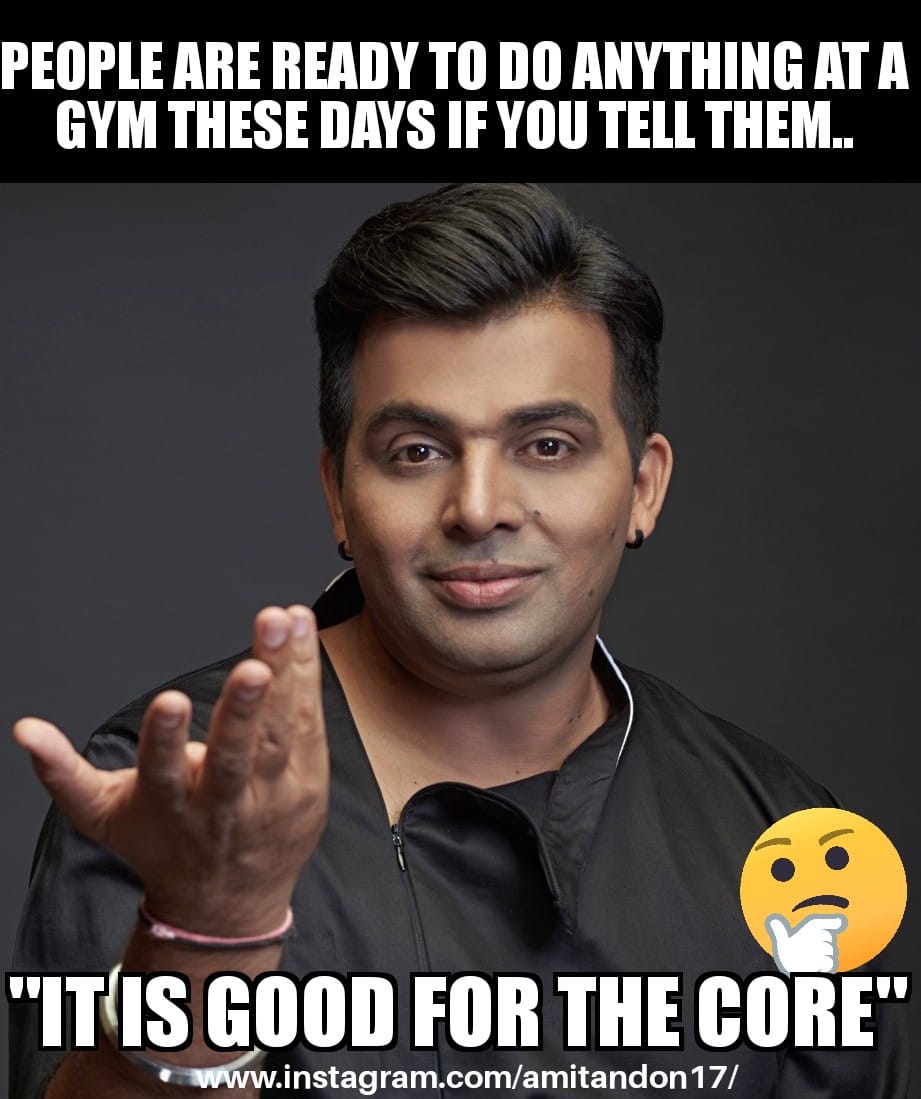 PEOPLE ARE READY TO DO ANYTHING AT A
GYM THESE DAYS IF YOU TELL THEM..
"IT IS GOOD FOR THE CORE"
www.instagram.com/amitandon17/